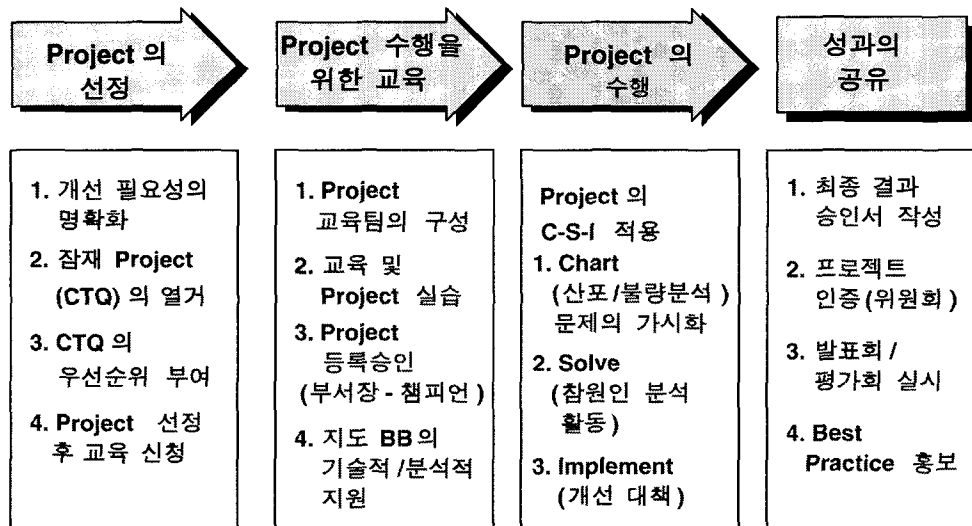 Project 의
선정
Project 수행을
위한 교육
Project 의
수행
성과의
공유
1. 개선 필요성의
명확화
2. 잠재 Project
(CTQ) 의 열거
3. CTQ 의
우선순위 부여
4. Project 선정
후 교육 신청
1. Project
교육팀의 구성
2. 교육 및
Project 실습
3. Project
등록승인
(부서장 - 챔피언 )
4. 지도 BB 의
기술적 /분석적
지원
Project 의
C-S-I 적용
1. Chart
(산포 /불량분석 )
문제의 가시화
2. Solve
(참원인 분석
활동)
3. Implement
(개선 대책)
1. 최종 결과
승인서 작성
2. 프로젝트
인증 (위원회 )
3. 발표회 /
평가회 실시
4. Best
Practice 홍보